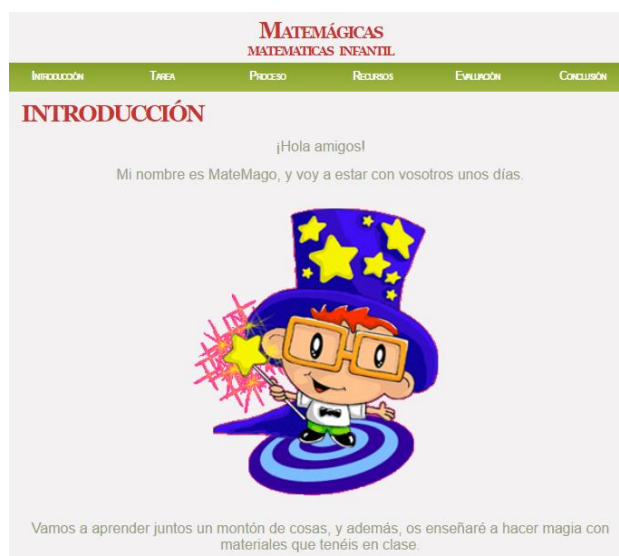 Matemágicas
matematicas infantil
Introducción Tarea Proceso Recursos Evaluación Conclusión
INTRODUCCIÓN
¡Hola amigos!
Mi nombre es MateMago, y voy a estar con vosotros unos días.
Vamos a aprender juntos un montón de cosas, y además, os enseñaré a hacer magia con
materiales que tenéis en clase.